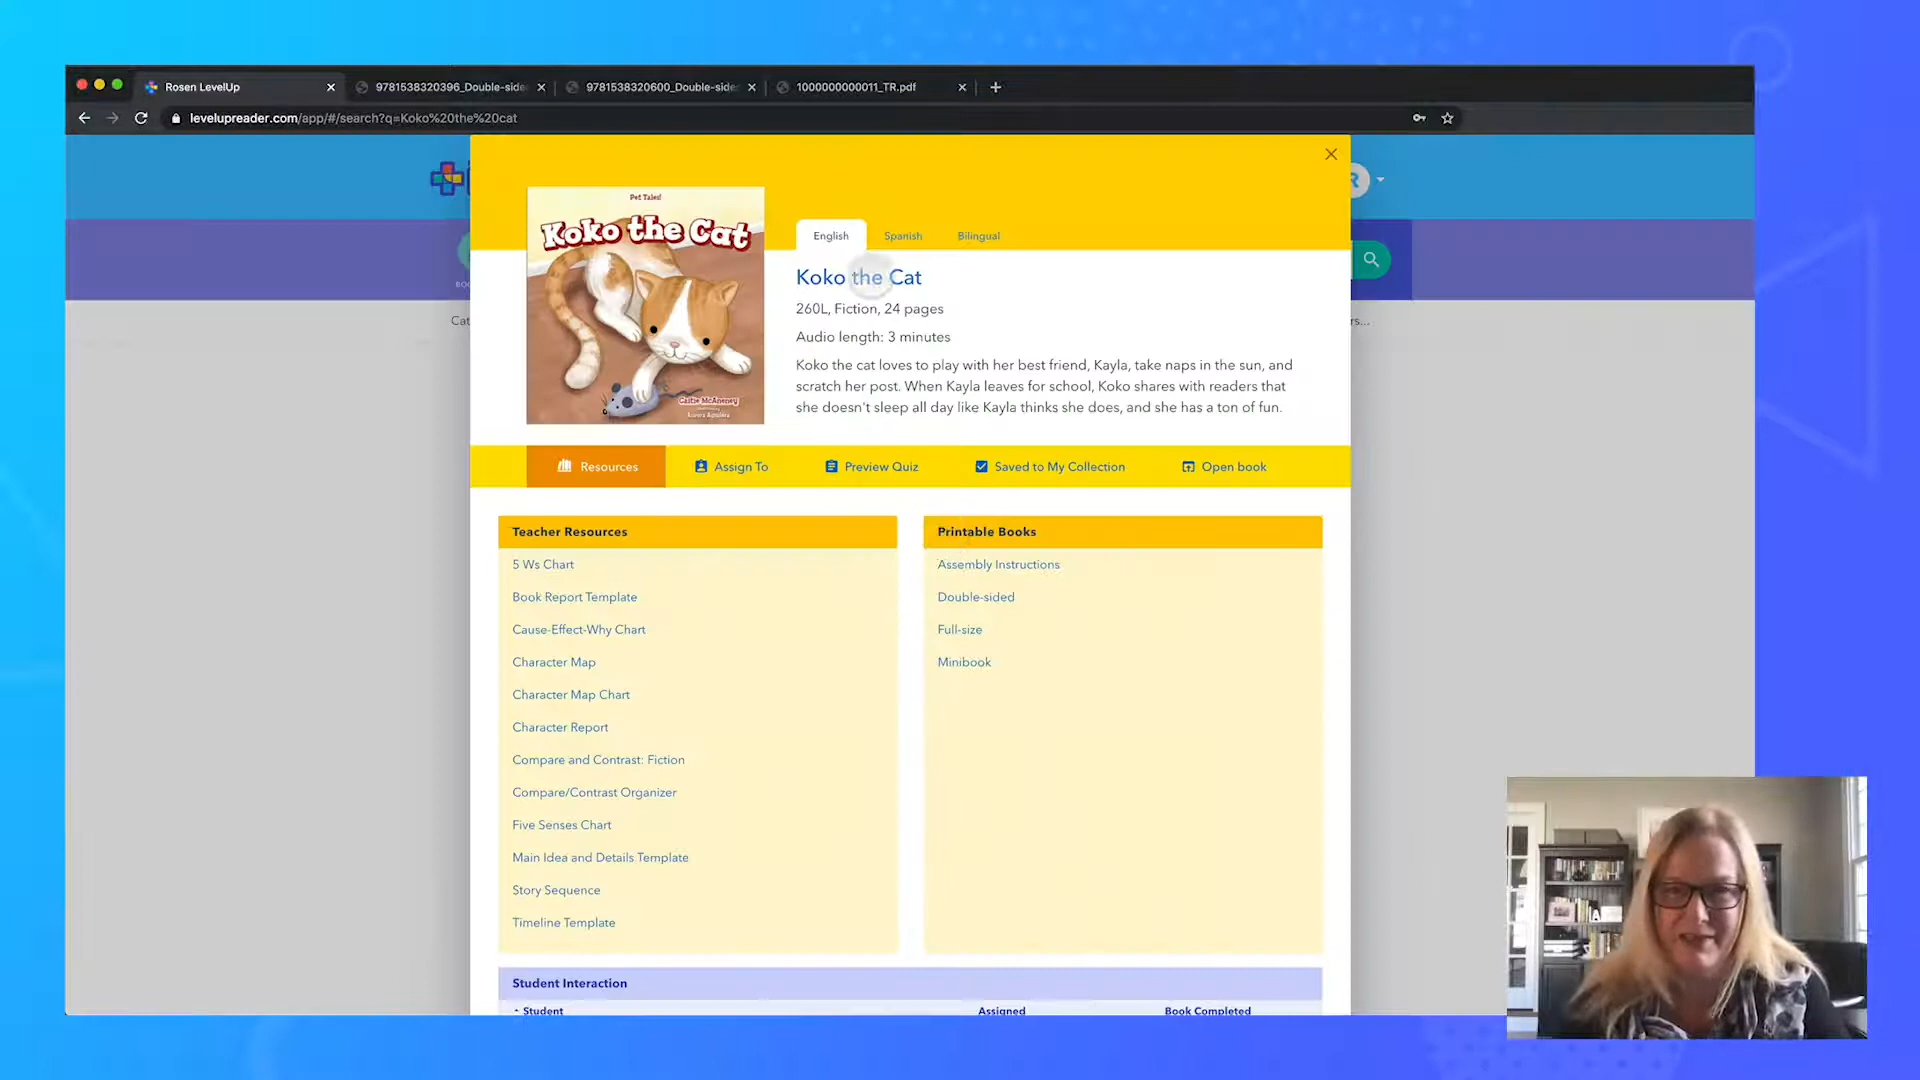 Rosen LevelUp
9781538320396_Double-side
9781538320600_Double-side
1000000000011_TR.pdf
levelupreader.com/app/#/search?q=Koko%20the%20cat
R
Pet Tales!
Koko the Cat
Caitie McAneney
English
Spanish
Bilingual
Koko the Cat
260L, Fiction, 24 pages
Audio length: 3 minutes
Koko the cat loves to play with her best friend, Kayla, take naps in the sun, and
scratch her post. When Kayla leaves for school, Koko shares with readers that
she doesn't sleep all day like Kayla thinks she does, and she has a ton of fun.
Cat
rs...
Resources
Assign To
Preview Quiz
Saved to My Collection
Open book
Teacher Resources
5 Ws Chart
Book Report Template
Cause-Effect-Why Chart
Character Map
Character Map Chart
Character Report
Compare and Contrast: Fiction
Compare/Contrast Organizer
Five Senses Chart
Main Idea and Details Template
Story Sequence
Timeline Template
Printable Books
Assembly Instructions
Double-sided
Full-size
Minibook
Student Interaction
Student
Assigned
Book Completed